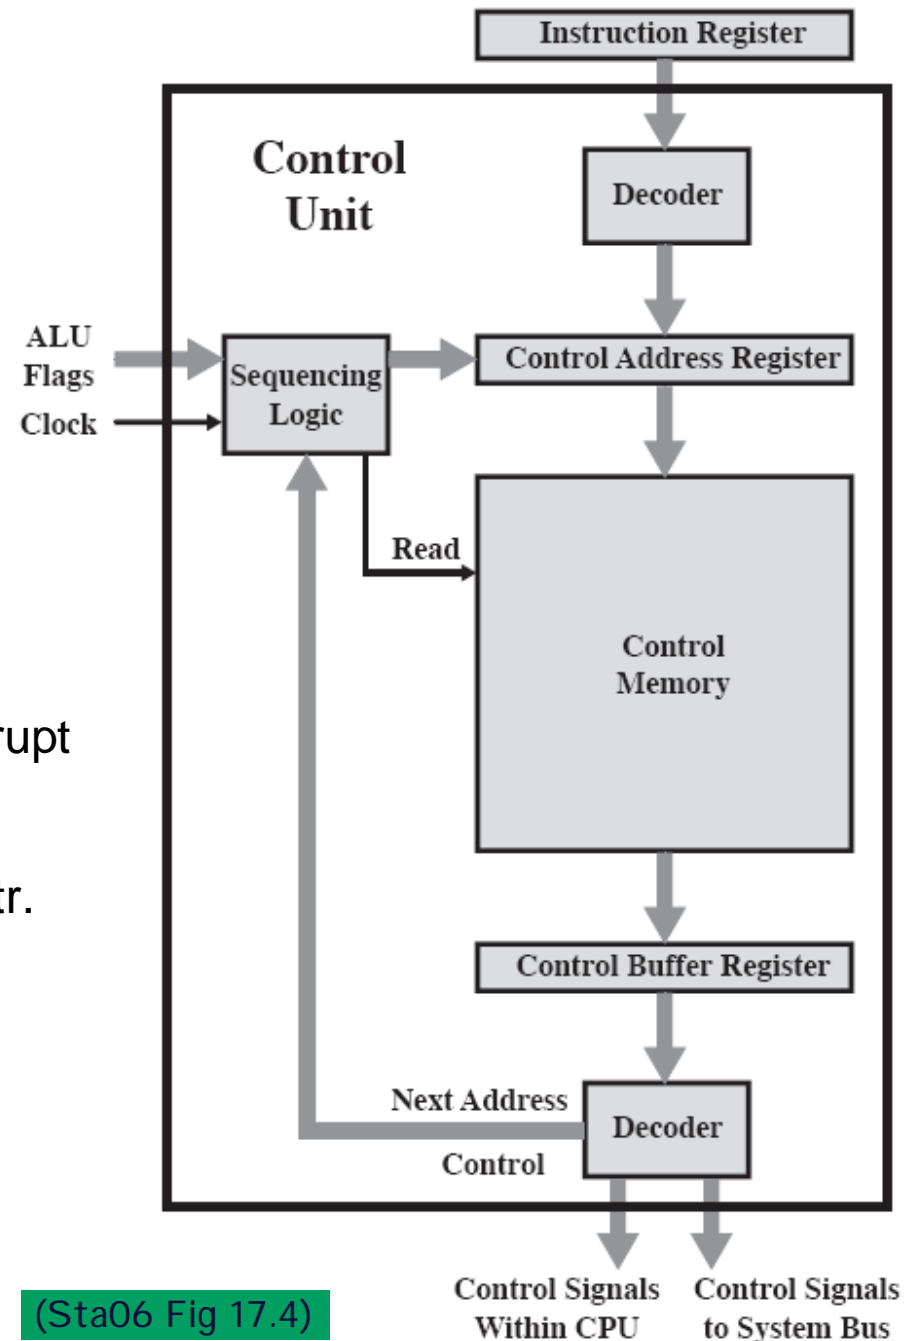 Instruction Register
Control
Unit
Decoder
ALU
Flags
Clock
Sequencing
Logic
Control Address Register
Read
Control
Memory
rupt
tr.
Control Buffer Register
Next Address
Control
Decoder
Control Signals
Within CPU
Control Signals
to System Bus
(Sta06 Fig 17.4)